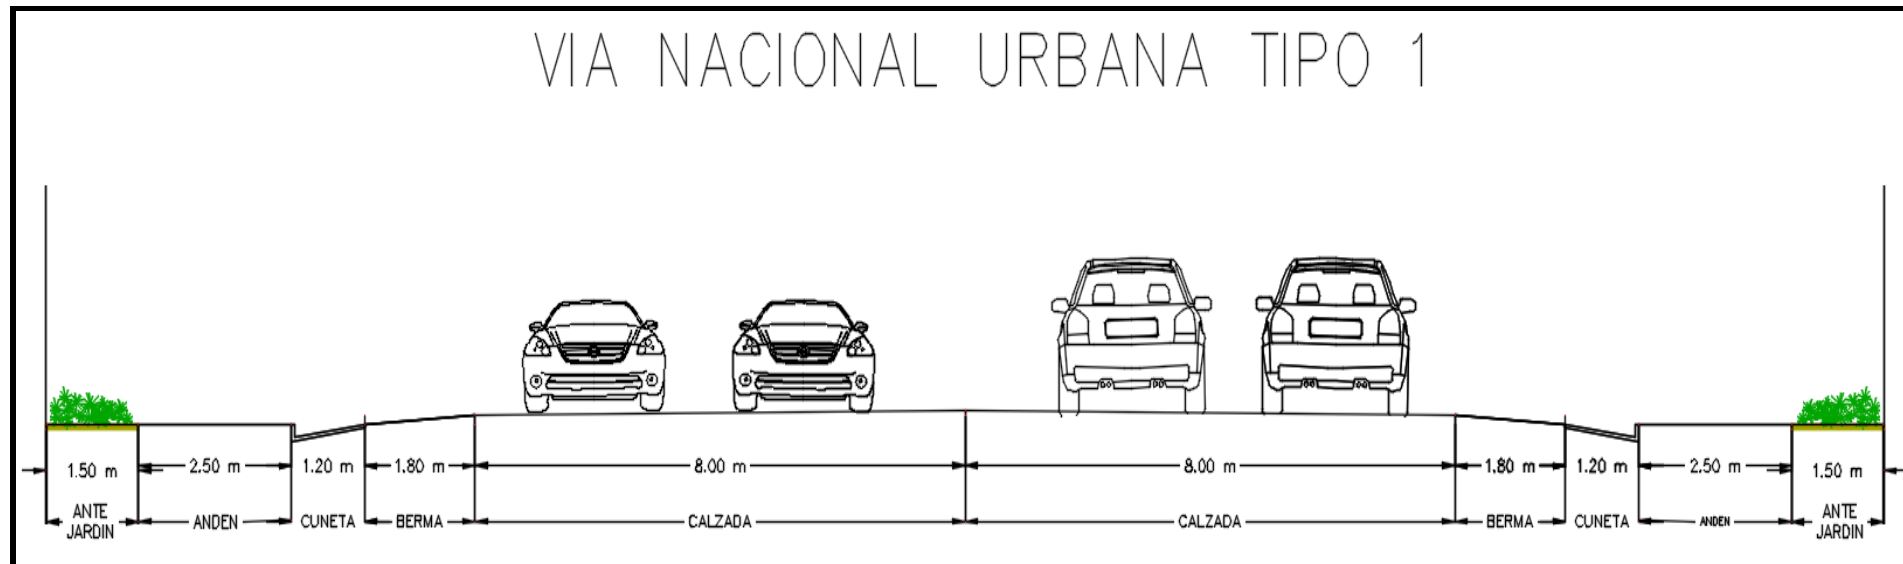 VIA NACIONAL URBANA TIPO 1
1.50 m 2.50 m 1.20 m 1.80 m 8.00 m 8.00 m 1.80 m 1.20 m 2.50 m 1.50 m
ANTE JARDIN ANDEN CUNETA BERMA CALZADA CALZADA BERMA CUNETA ANDEN ANTE JARDIN